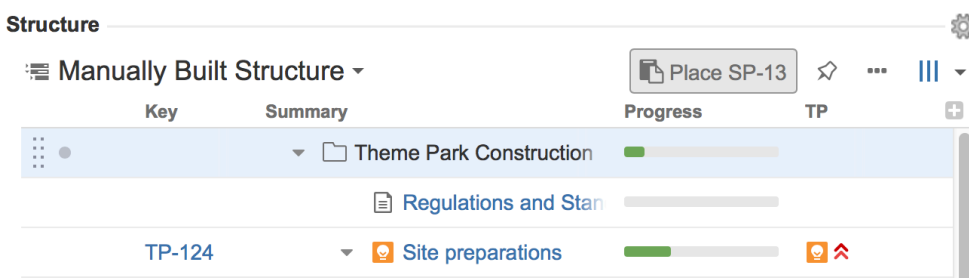 Structure
Manually Built Structure Place SP-13
Key Summary Progress TP
Theme Park Construction
Regulations and Stan
TP-124 Site preparations